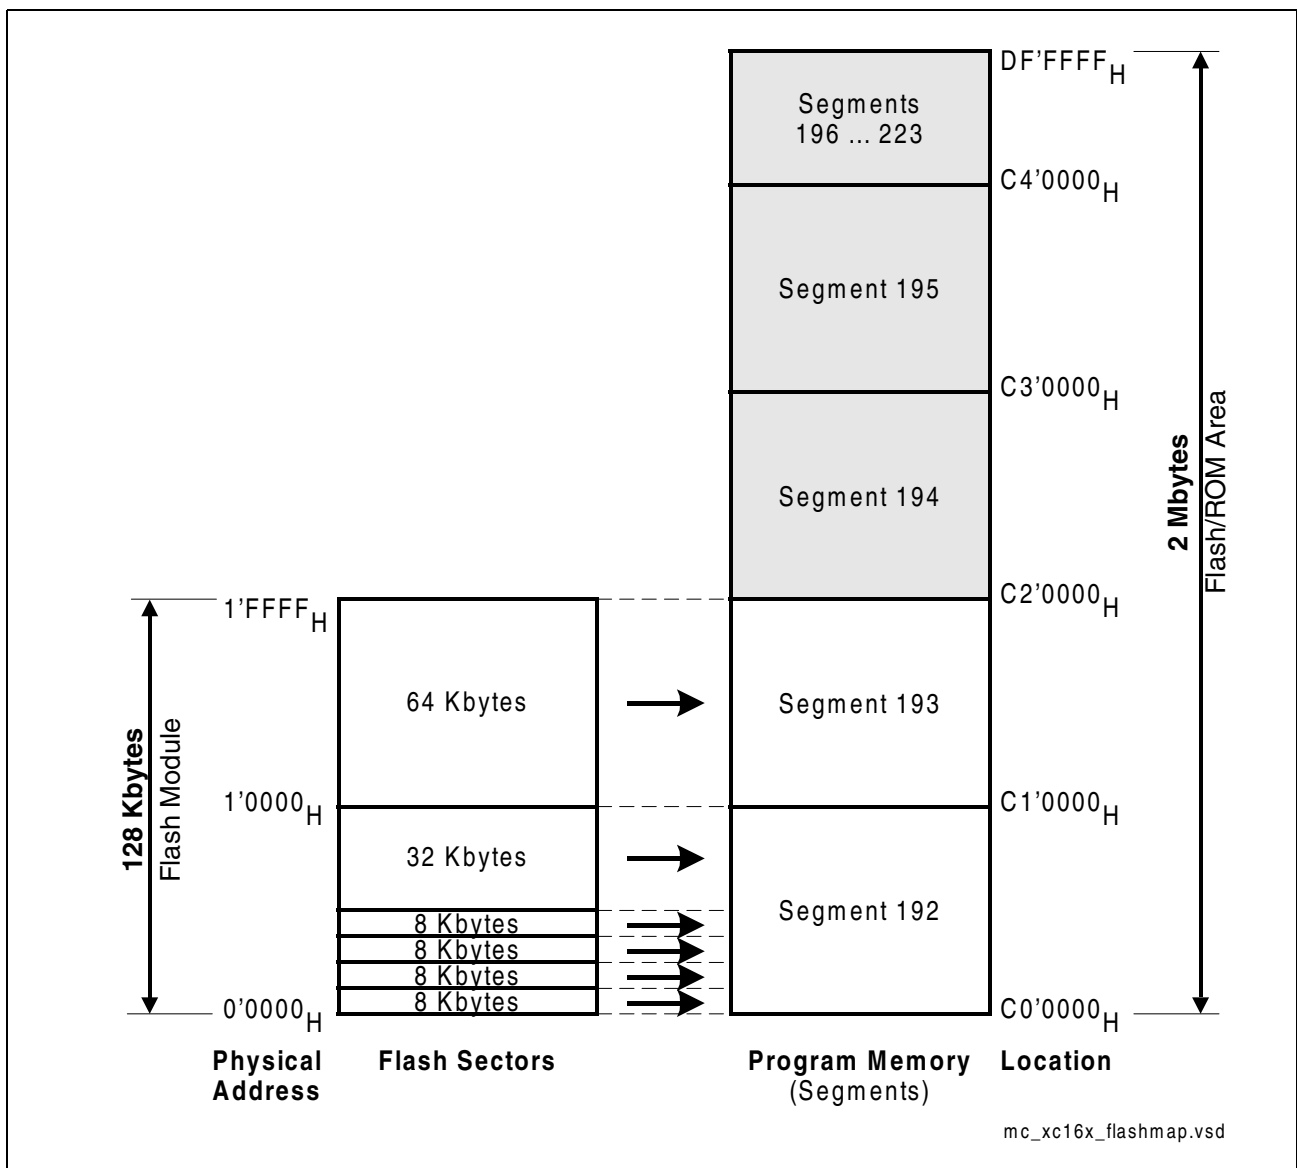 DF'FFFFH
Segments
196 ... 223
C4'0000H
Segment 195
C3'0000H
Segment 194
2 Mbytes
Flash/ROM Area
C2'0000H
1'FFFFH
64 Kbytes
Segment 193
128 Kbytes
Flash Module
1'0000H
C1'0000H
32 Kbytes
Segment 192
8 Kbytes
8 Kbytes
8 Kbytes
8 Kbytes
0'0000H
C0'0000H
Physical
Address
Flash Sectors
Program Memory
(Segments)
Location
mc_xc16x_flashmap.vsd